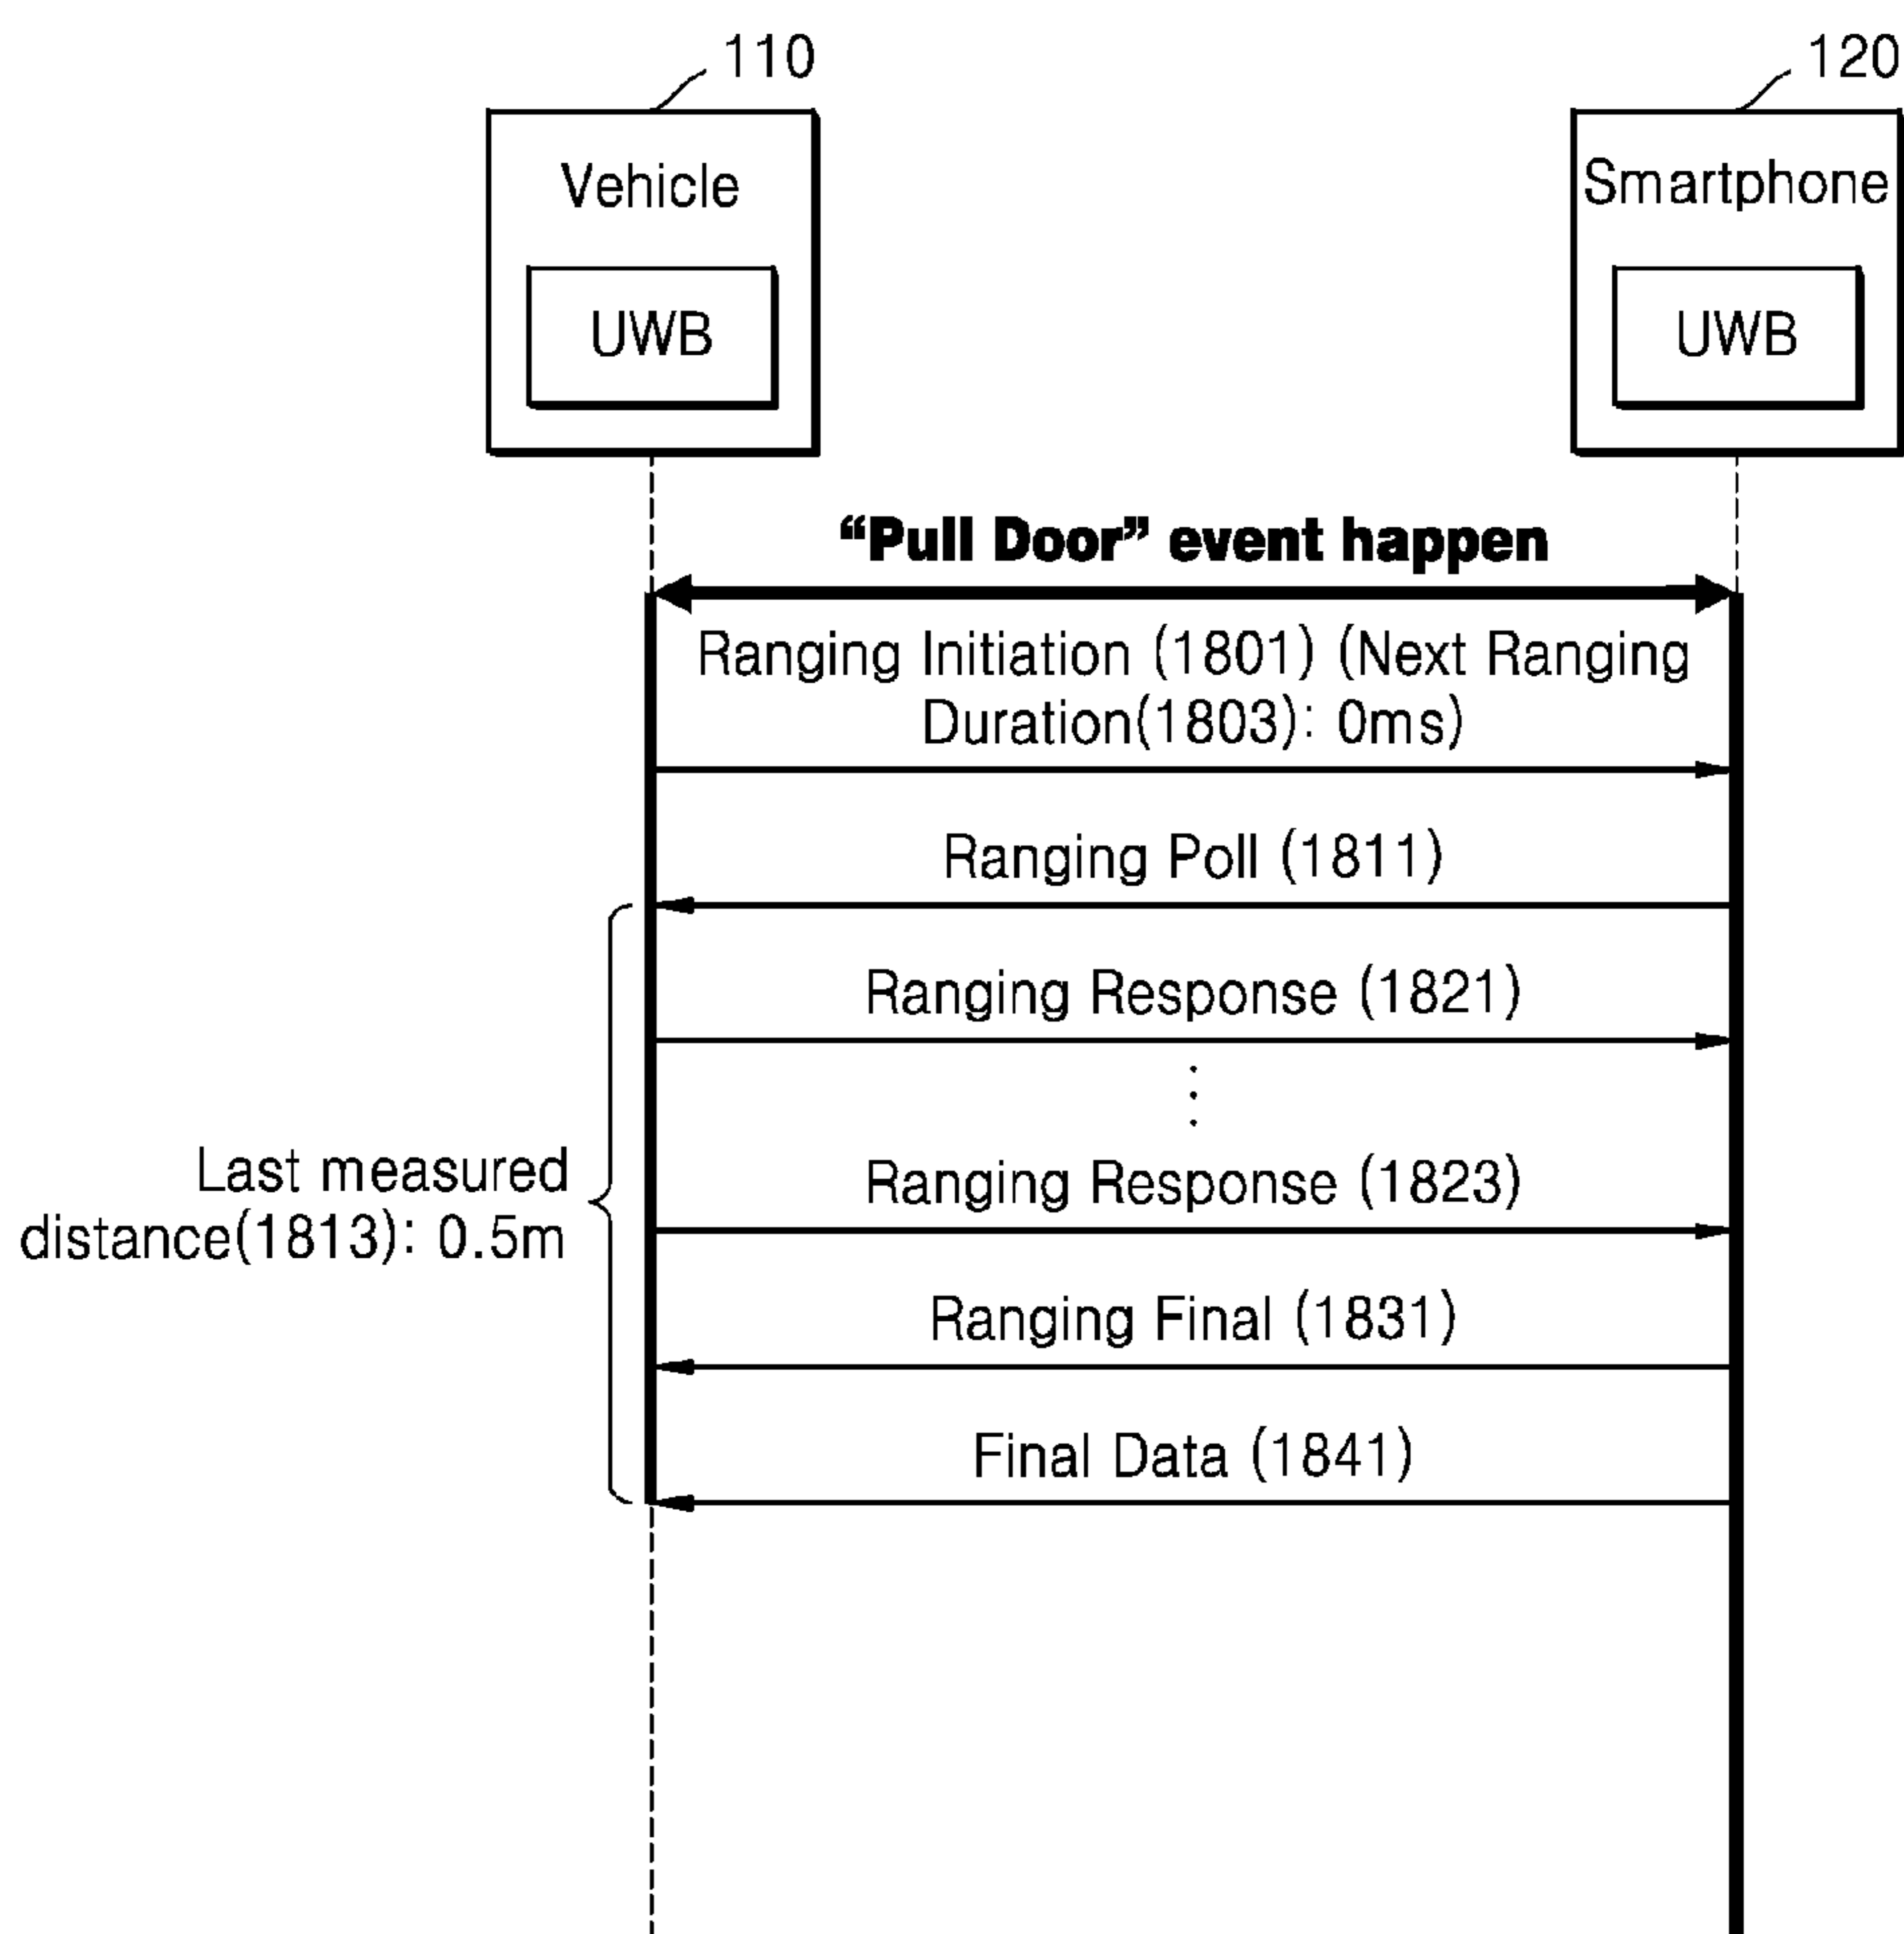 110
120
Vehicle
Smartphone
UWB
UWB
“Pull Door” event happen
Ranging Initiation (1801) (Next Ranging
Duration(1803): 0ms)
Ranging Poll (1811)
Ranging Response (1821)
Last measured
distance(1813): 0.5m
Ranging Response (1823)
Ranging Final (1831)
Final Data (1841)